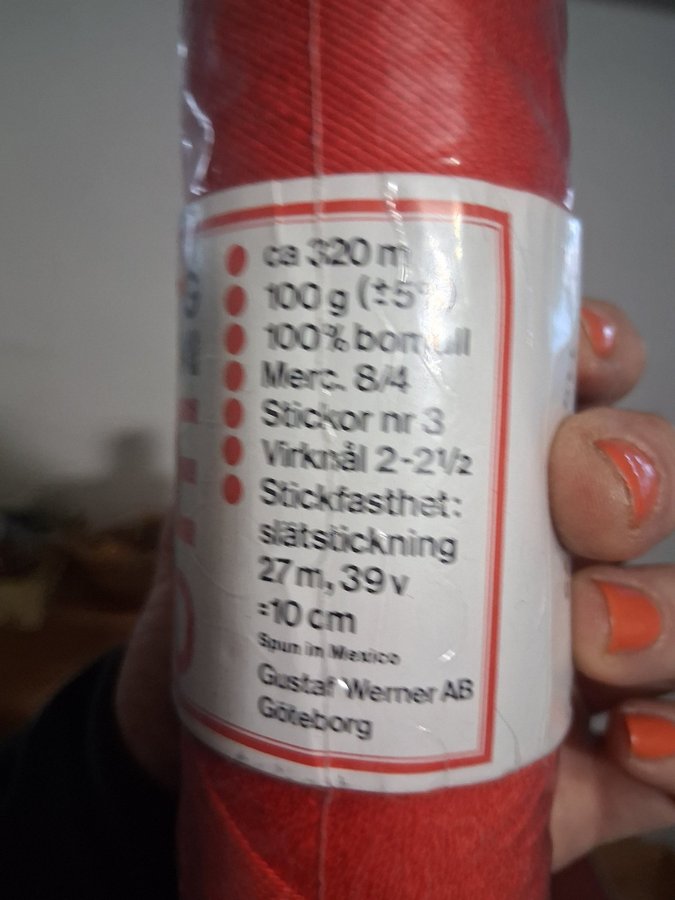 ca 320 m
100 g (±5%)
100% bomull
Merc. 8/4
Stickor nr 3
Virknål 2-2½
Stickfasthet:
slätstickning
27 m, 39 v
=10 cm
Spun in Mexico
Gustaf Werner AB
Göteborg